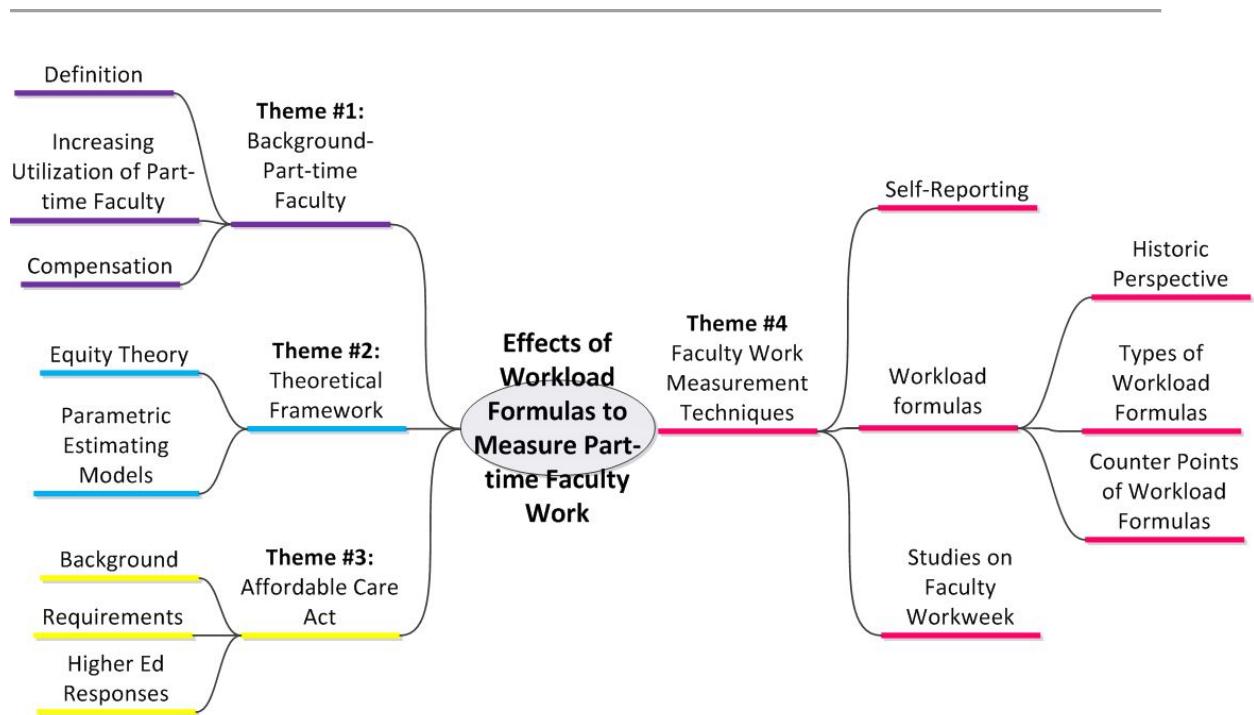 Definition
Increasing
Utilization of Part-
time Faculty
Compensation
Theme #1:
Background-
Part-time
Faculty
Equity Theory
Parametric
Estimating
Models
Theme #2:
Theoretical
Framework
Background
Requirements
Higher Ed
Responses
Theme #3:
Affordable Care
Act
Effects of
Workload
Formulas to
Measure Part-
time Faculty
Work
Theme #4
Faculty Work
Measurement
Techniques
Self-Reporting
Workload
formulas
Historic
Perspective
Types of
Workload
Formulas
Counter Points
of Workload
Formulas
Studies on
Faculty
Workweek